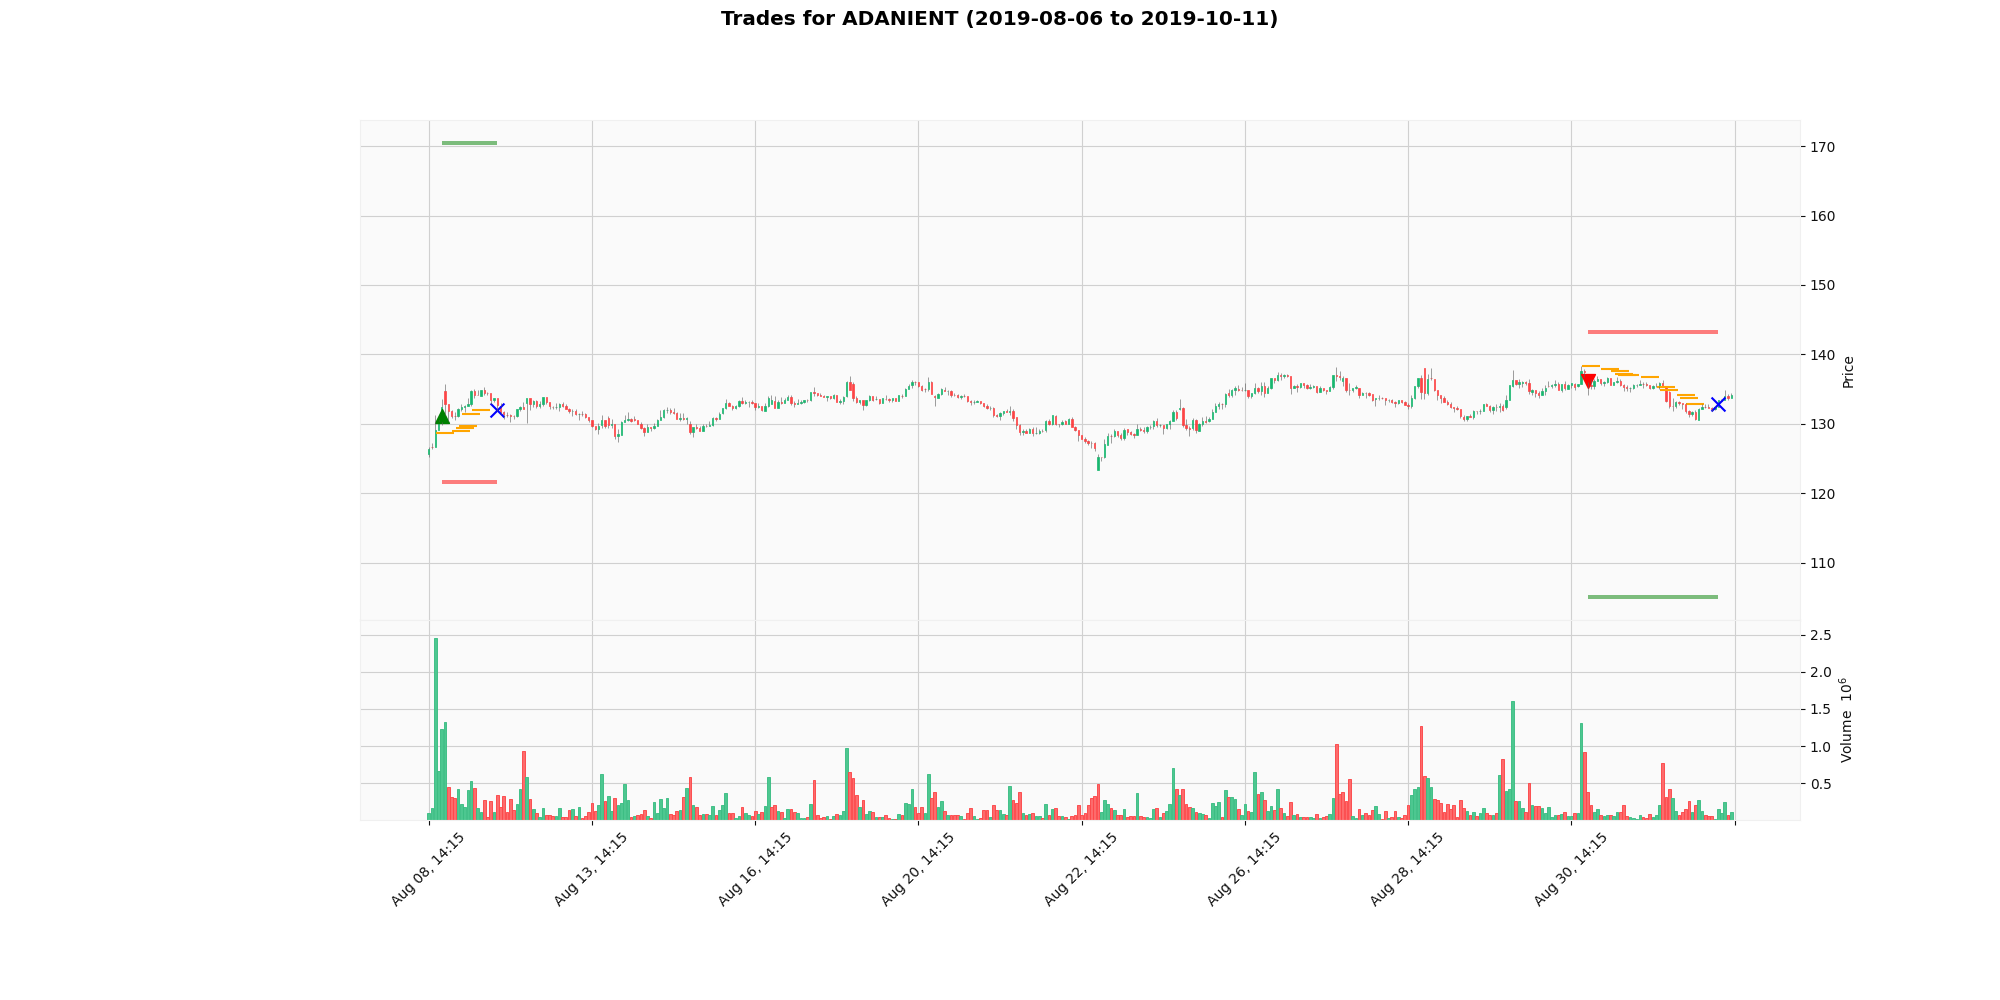 Trades for ADANIENT (2019-08-06 to 2019-10-11)
170
160
150
140
130
120
110
Price
2.5
2.0
1.5
1.0
0.5
Volume 10⁶
Aug 08, 14:15
Aug 13, 14:15
Aug 16, 14:15
Aug 20, 14:15
Aug 22, 14:15
Aug 26, 14:15
Aug 28, 14:15
Aug 30, 14:15